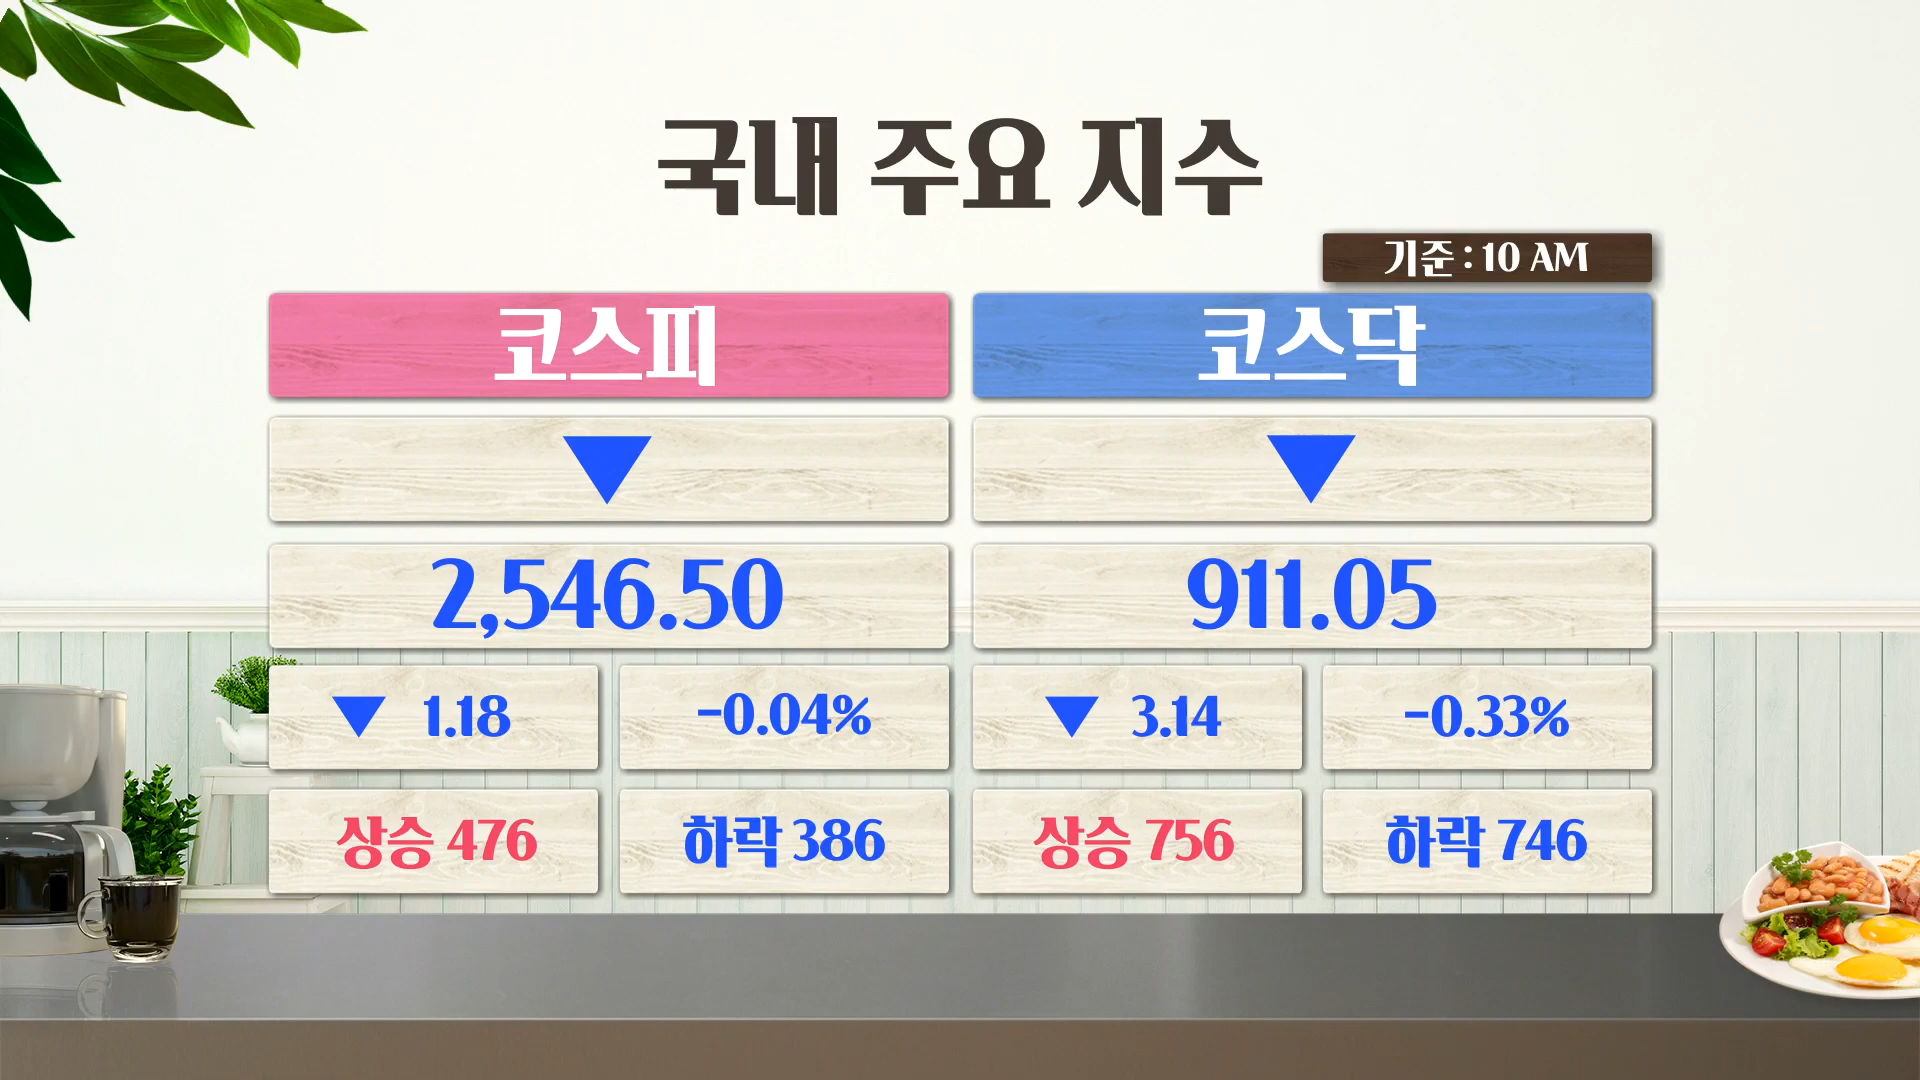 국내 주요 지수
기준 : 10 AM
코스피 코스닥
▼ ▼
2,546.50 911.05
▼ 1.18 -0.04% ▼ 3.14 -0.33%
상승 476 하락 386 상승 756 하락 746